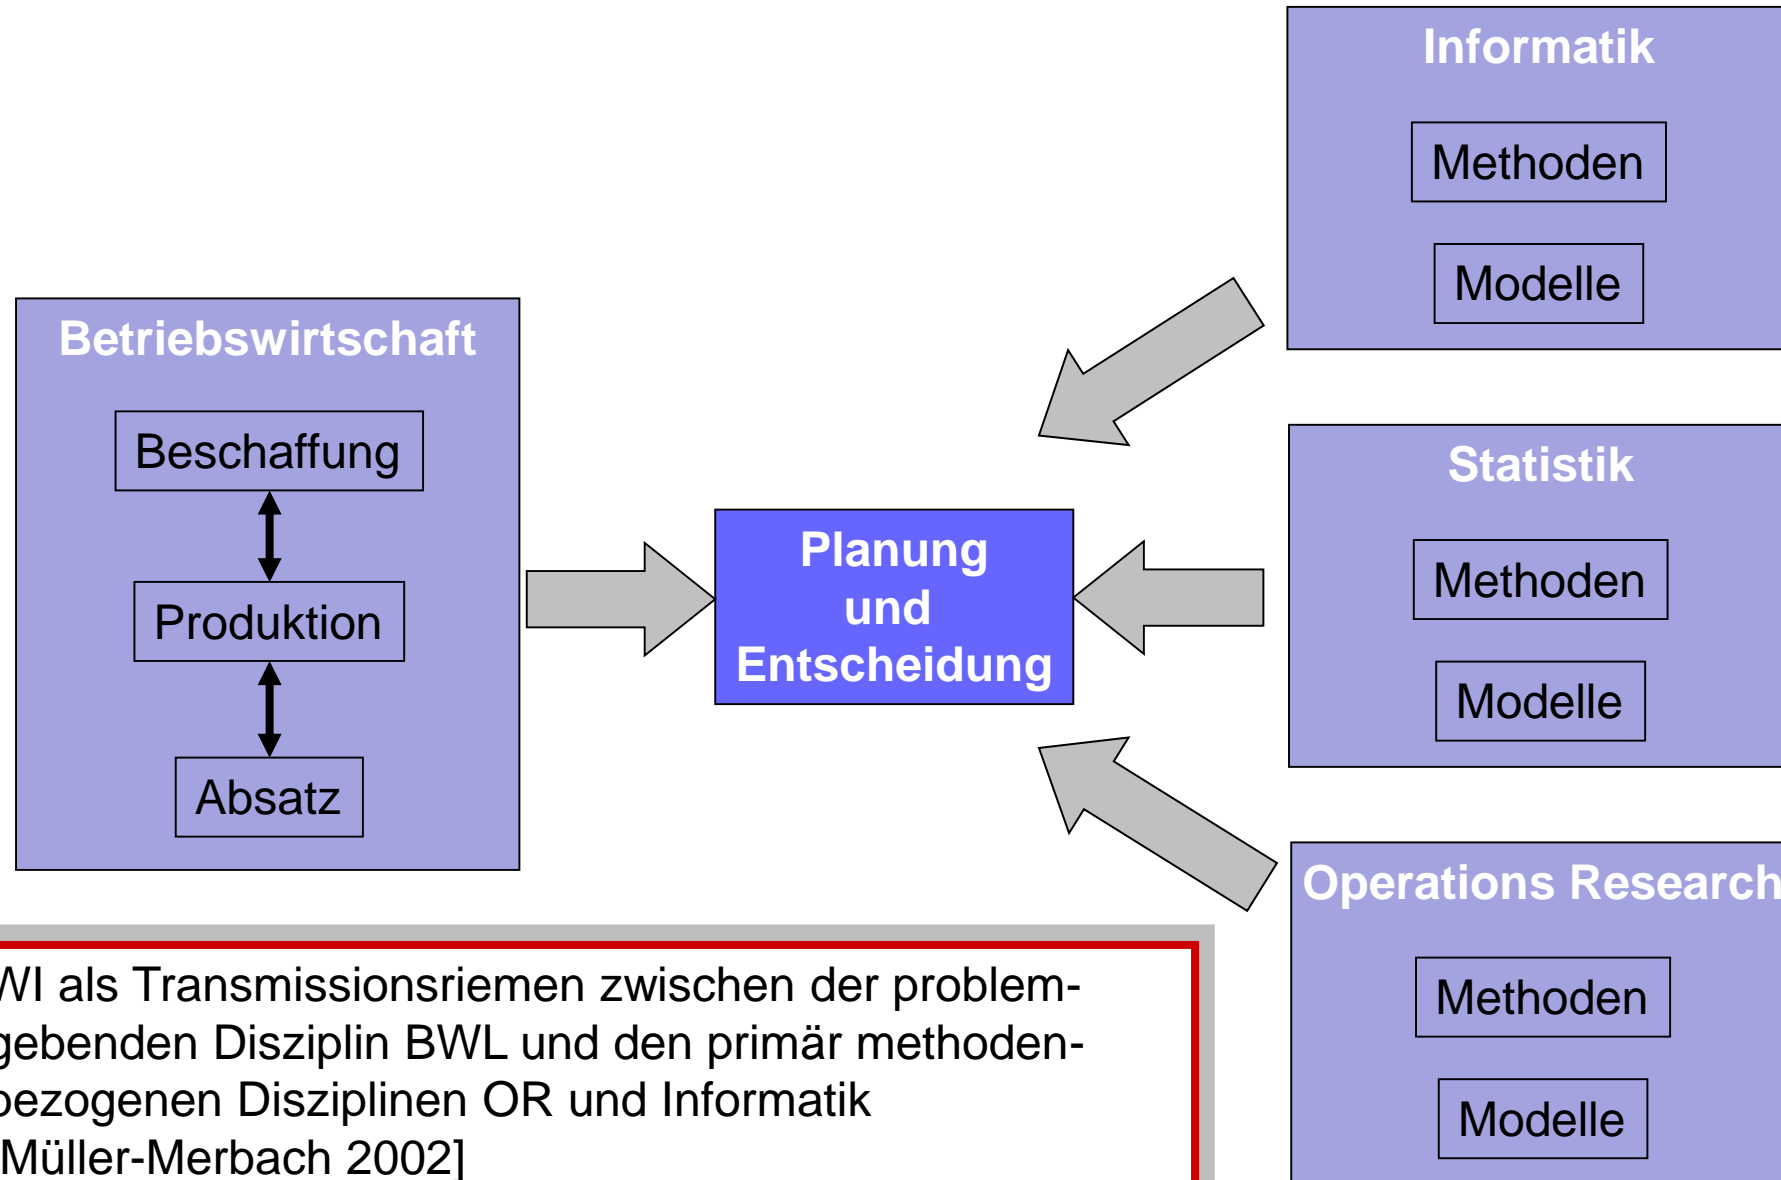 Informatik
Methoden
Modelle
Betriebswirtschaft
Beschaffung
Produktion
Absatz
Planung
und
Entscheidung
Statistik
Methoden
Modelle
Operations Research
Methoden
Modelle
WI als Transmissionsriemen zwischen der problem-
gebenden Disziplin BWL und den primär methoden-
bezogenen Disziplinen OR und Informatik
[Müller-Merbach 2002]